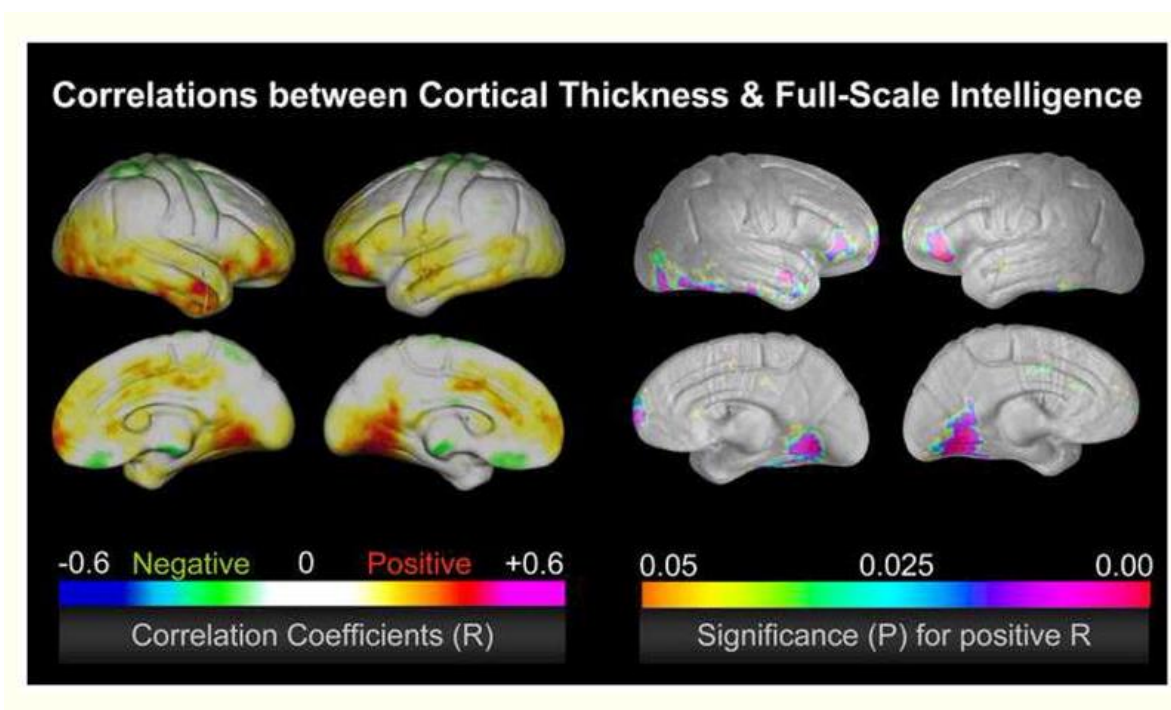 Correlations between Cortical Thickness & Full-Scale Intelligence
-0.6 Negative 0 Positive +0.6
Correlation Coefficients (R)
0.05 0.025 0.00
Significance (P) for positive R